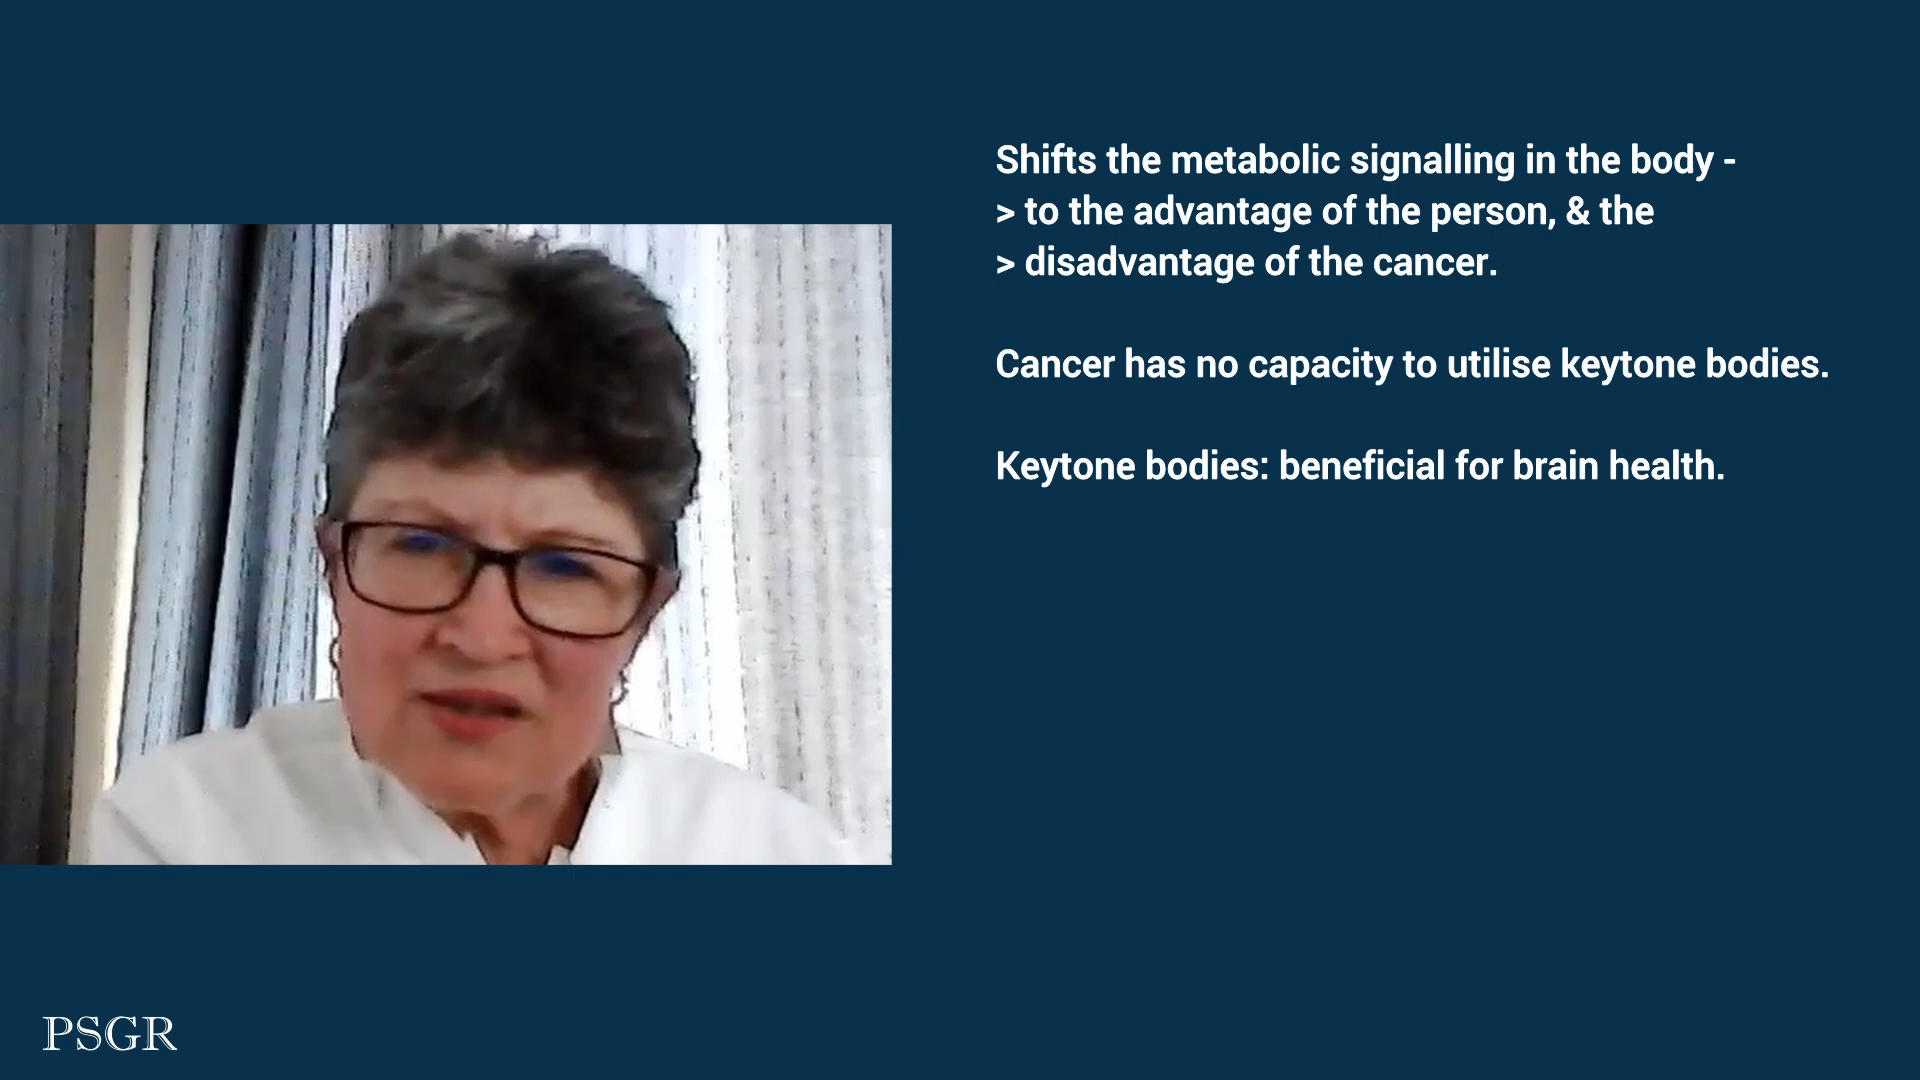 Shifts the metabolic signalling in the body -
> to the advantage of the person, & the
> disadvantage of the cancer.
Cancer has no capacity to utilise keytone bodies.
Keytone bodies: beneficial for brain health.
PSGR